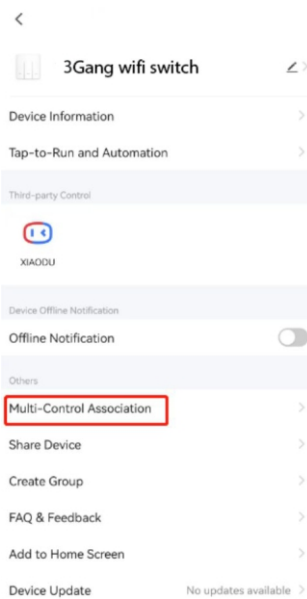 3Gang wifi switch
Device Information
Tap-to-Run and Automation
Third-party Control
XIAODU
Device Offline Notification
Offline Notification
Others
Multi-Control Association
Share Device
Create Group
FAQ & Feedback
Add to Home Screen
Device Update No updates available